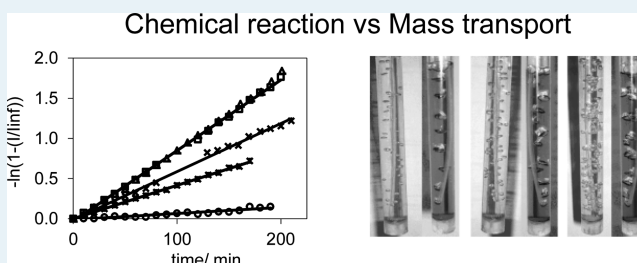 Chemical reaction vs Mass transport
2.0
1.5
1.0
0.5
0.0
-ln(1-(I/Iinf))
0
100
200
time/ min